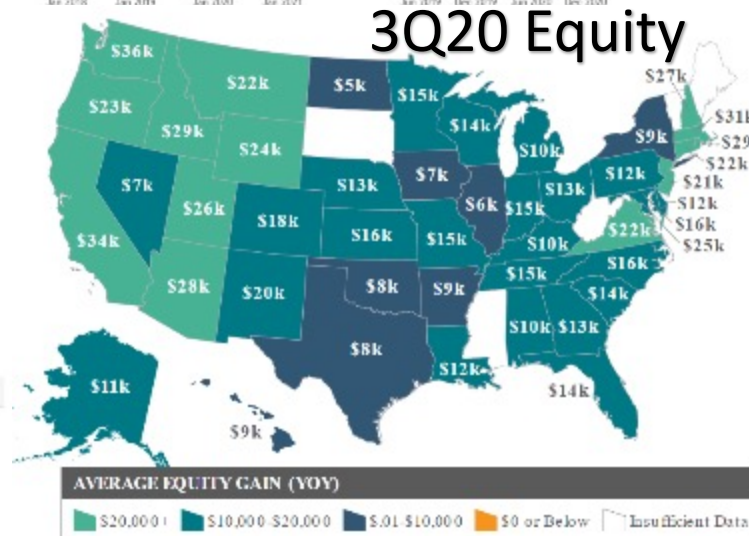 3Q20 Equity
$36k
$27k
$22k
$5k
$15k
$23k
$14k
$9k
$29k
$24k
$10k
$22k
$7k
$7k
$13k
$13k
$12k
$21k
$12k
$26k
$18k
$6k
$15k
$16k
$34k
$16k
$15k
$10k
$22k
$25k
$28k
$20k
$8k
$9k
$15k
$16k
$14k
$8k
$10k
$13k
$12k
$14k
$11k
$9k
AVERAGE EQUITY GAIN (YOY)
$20,000+ $10,000-$20,000 $.01-$10,000 $0 or Below Insufficient Data